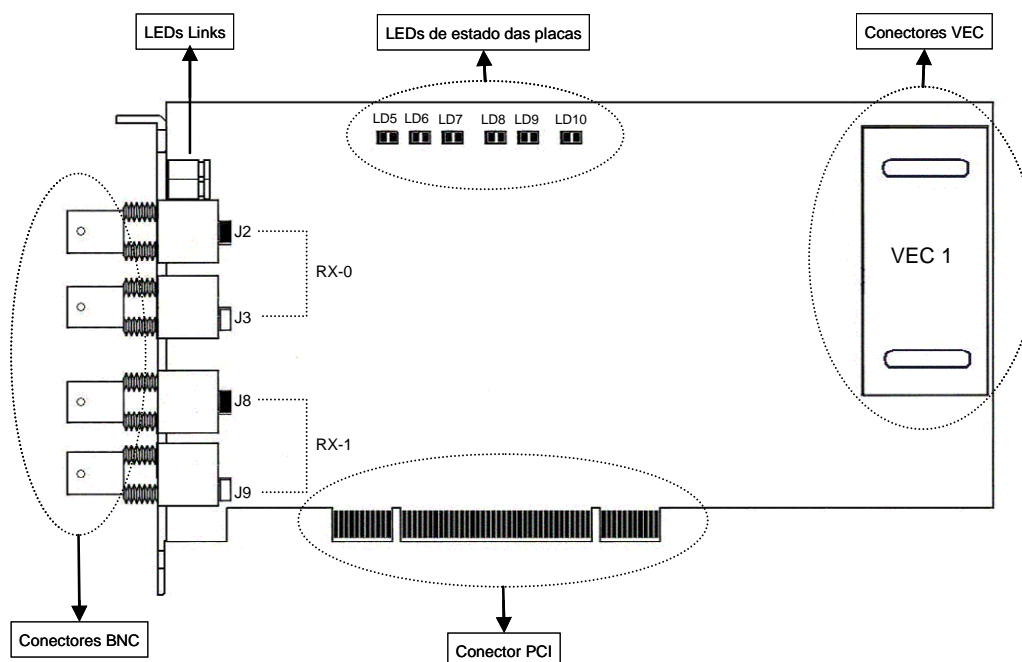 LEDs Links
LEDs de estado das placas
Conectores VEC
LD5 LD6 LD7 LD8 LD9 LD10
VEC 1
J2
RX-0
J3
J8
RX-1
J9
Conectores BNC
Conector PCI